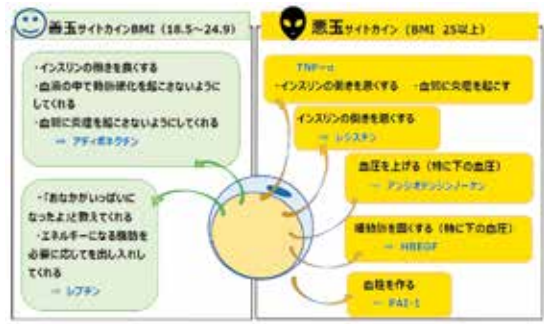 善玉サイトカインBMI(18.5~24.9)
・インスリンの働きを良くする
・血液の中で動脈硬化を起こさないように
してくれる
・血管に炎症を起こさないようにしてくれる
⇒ アディポネクチン
・「おなかがいっぱいに
なったよ」と教えてくれる
・エネルギーになる脂肪を
必要に応じてを出し入れし
てくれる
⇒ レプチン
悪玉サイトカイン (BMI 25以上)
TNF-α
・インスリンの働きを悪くする ・血管に炎症を起こす
インスリンの働きを悪くする
⇒ レジスチン
血圧を上げる(特に下の血圧)
⇒ アンジオテンシンノーゲン
を固くする(特に下の血圧)
⇒ HBEGF
血栓を作る
⇒ PAI-1